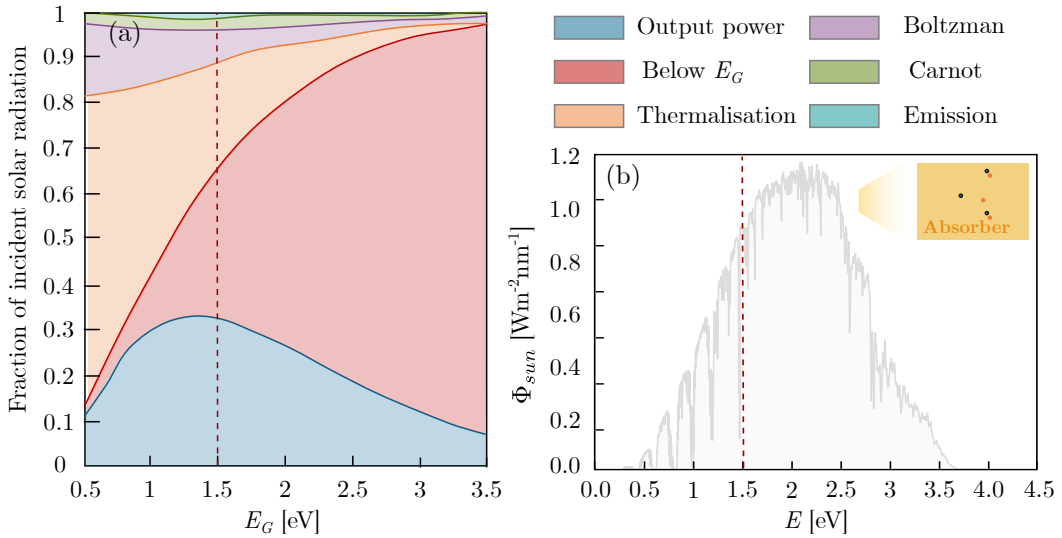 Fraction of incident solar radiation
(a)
1
0.9
0.8
0.7
0.6
0.5
0.4
0.3
0.2
0.1
0
0.5 1 1.5 2 2.5 3 3.5
E_G [eV]
Output power
Below E_G
Thermalisation
Boltzman
Carnot
Emission
(b)
Φ_sun [Wm⁻²nm⁻¹]
1.2
1.0
0.8
0.6
0.4
0.2
0.0
0.0 1 1.5 2.0 2.5 3.0 3.5 4.0 4.5
E [eV]
Absorber